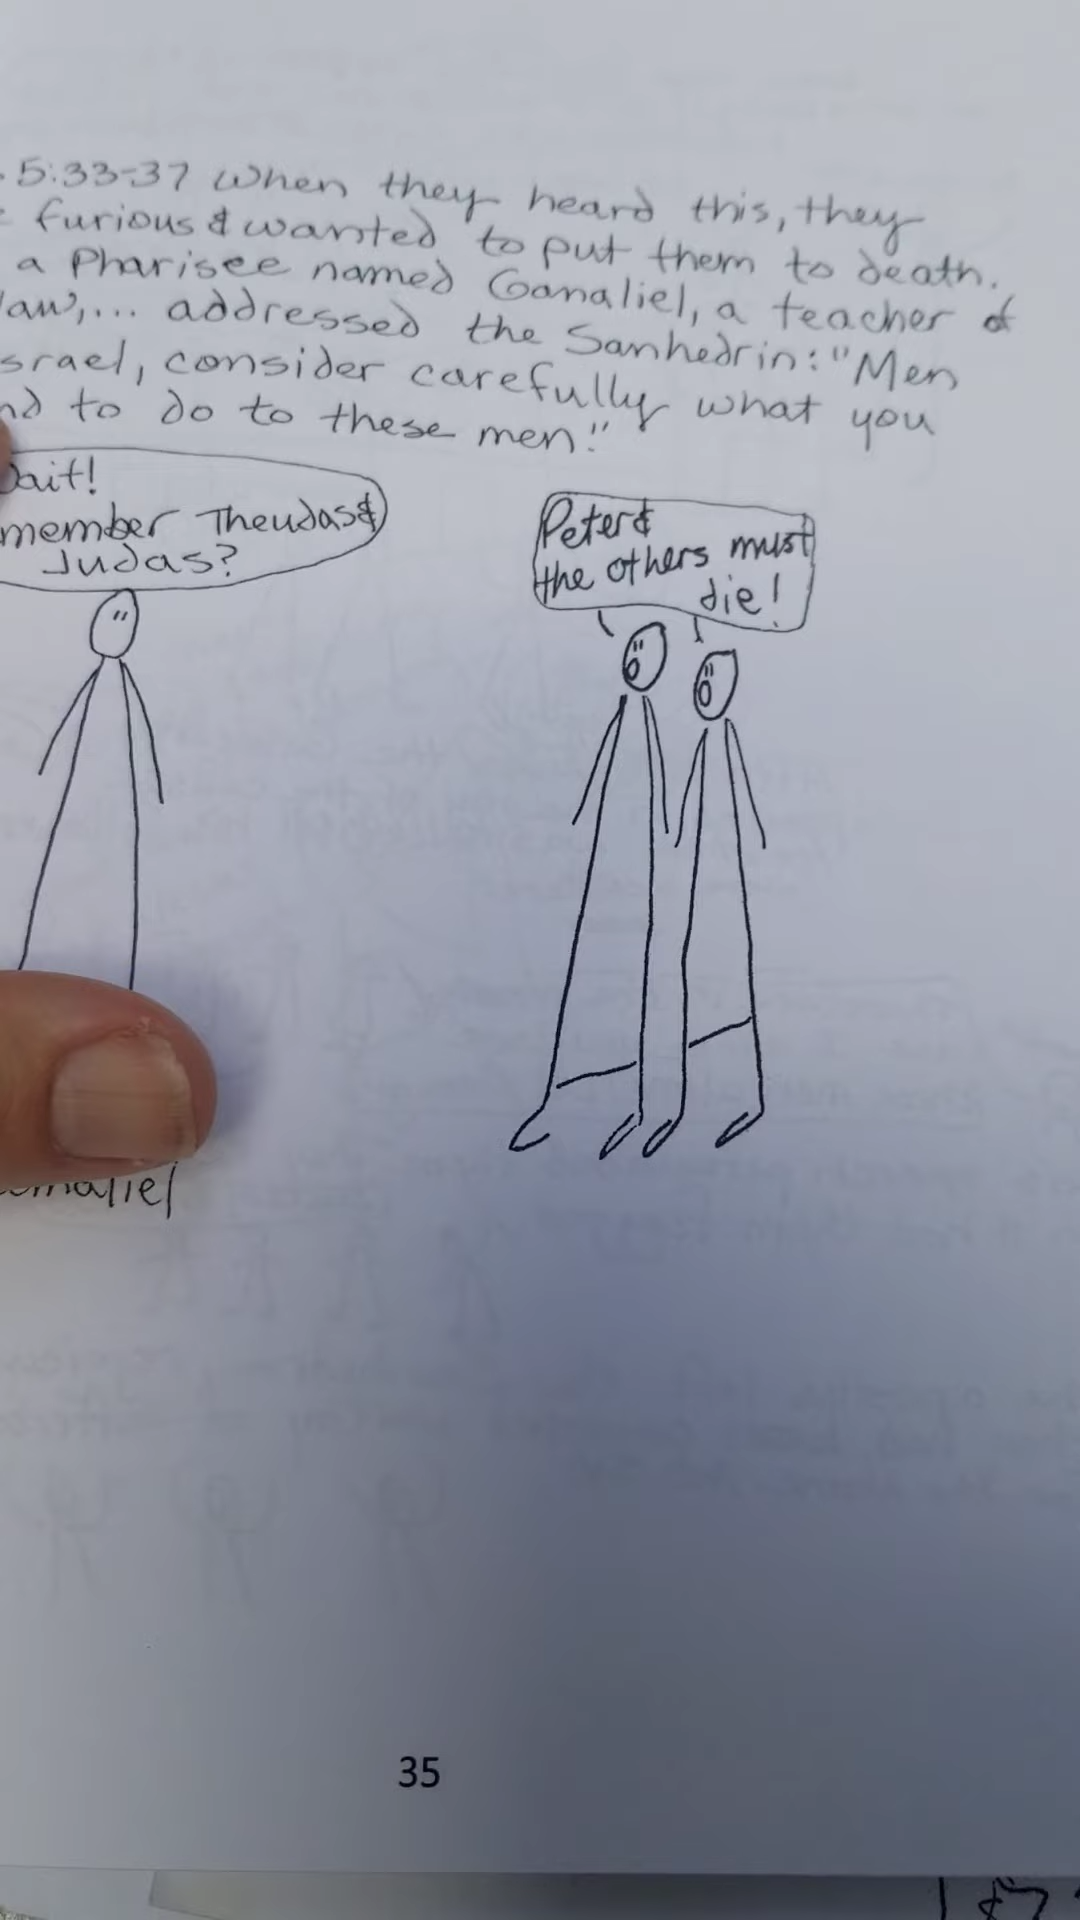 5:33-37 When they heard this, they
furious & wanted to put them to death.
a Pharisee named Gamaliel, a teacher of
law,... addressed the Sanhedrin: "Men
srael, consider carefully what you
nd to do to these men."
ait!
member Theudas &
Judas?
Peter &
the others must
die!
maliel
35